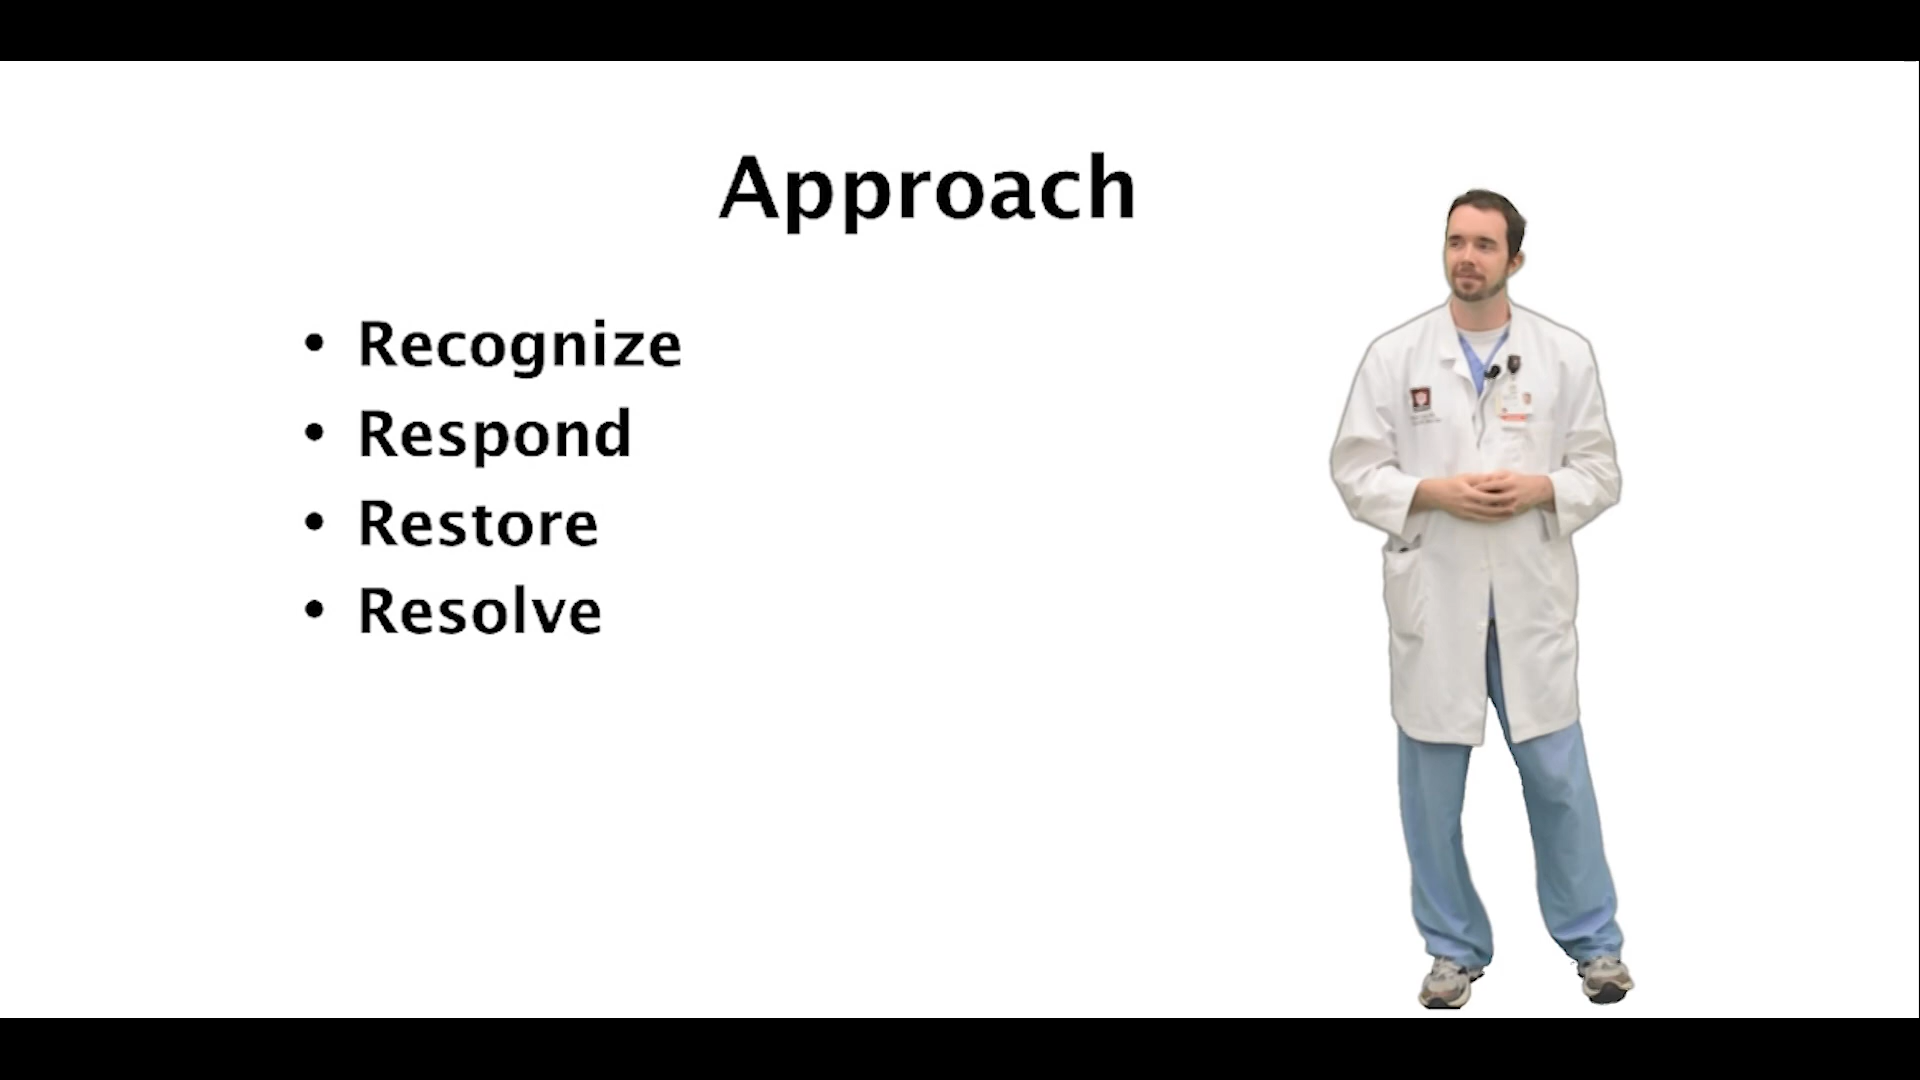 Approach
• Recognize
• Respond
• Restore
• Resolve